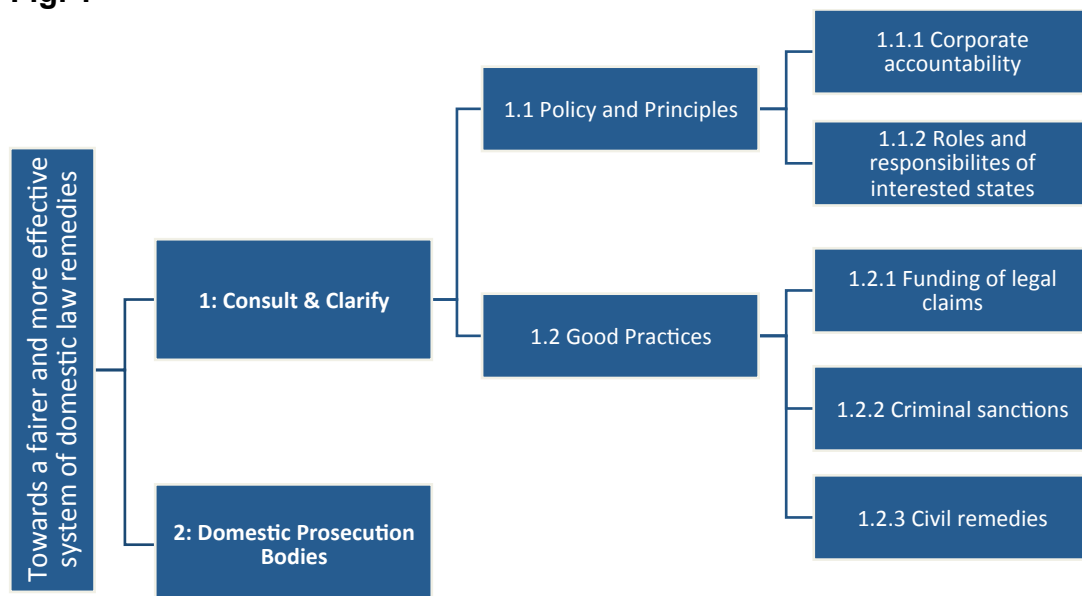 Towards a fairer and more effective
system of domestic law remedies
1: Consult & Clarify
2: Domestic Prosecution
Bodies
1.1 Policy and Principles
1.2 Good Practices
1.1.1 Corporate
accountability
1.1.2 Roles and
responsibilites of
interested states
1.2.1 Funding of legal
claims
1.2.2 Criminal sanctions
1.2.3 Civil remedies